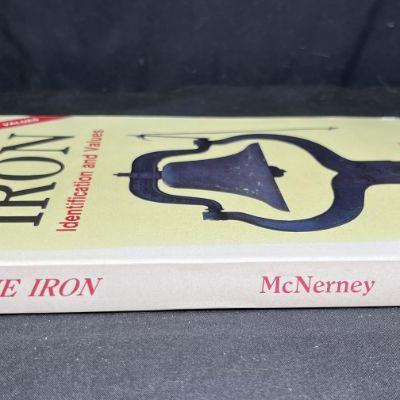 VALUES
IRON
Identification and Values
E IRON McNerney